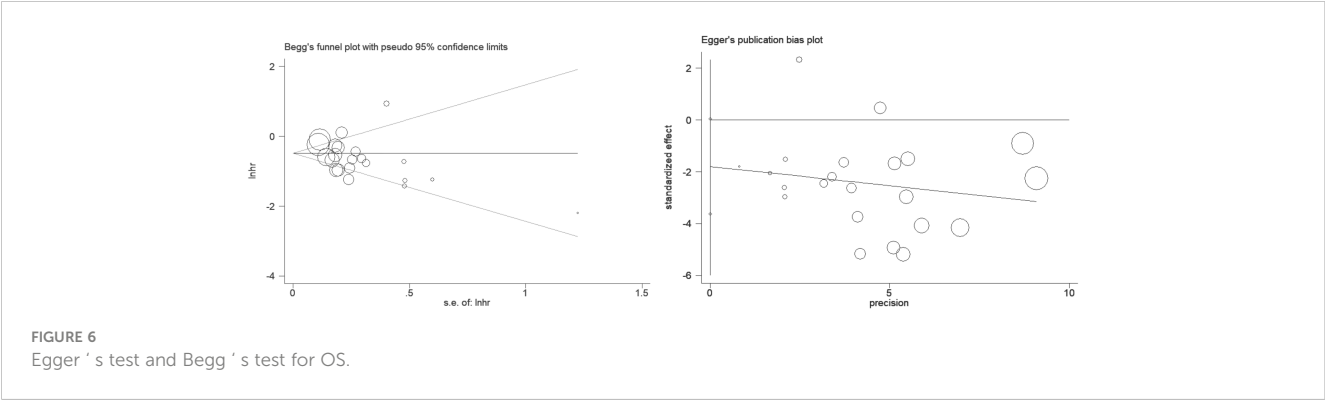 Begg's funnel plot with pseudo 95% confidence limits
2
0
-2
-4
lnhr
0
.5
1
1.5
s.e. of: lnhr
Egger's publication bias plot
2
0
-2
-4
-6
standardized effect
0
5
10
precision
FIGURE 6
Egger ‘ s test and Begg ‘ s test for OS.